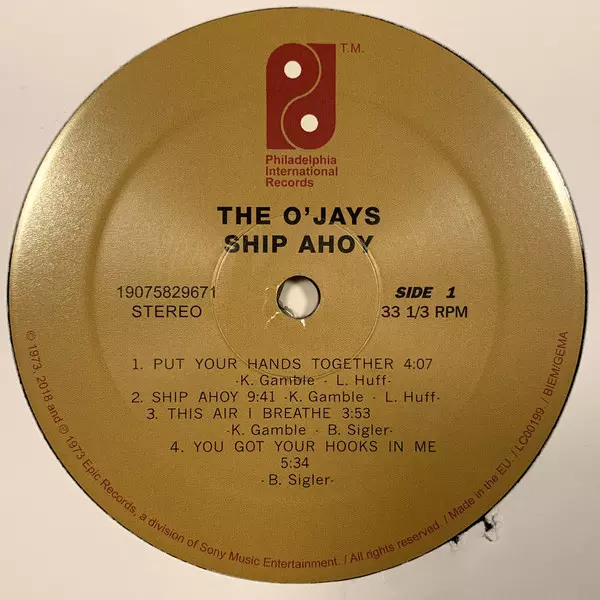 T.M.
Philadelphia
International
Records
THE O'JAYS
SHIP AHOY
19075829671
STEREO
SIDE 1
33 1/3 RPM
1. PUT YOUR HANDS TOGETHER 4:07
-K. Gamble - L. Huff-
2. SHIP AHOY 9:41 -K. Gamble - L. Huff-
3. THIS AIR I BREATHE 3:53
-K. Gamble - B. Sigler-
4. YOU GOT YOUR HOOKS IN ME
5:34
-B. Sigler-
© 1973, 2018 and ℗ 1973 Epic Records, a division of Sony Music Entertainment. / All rights reserved. / Made in the EU. / LC00199 / BIEM/GEMA